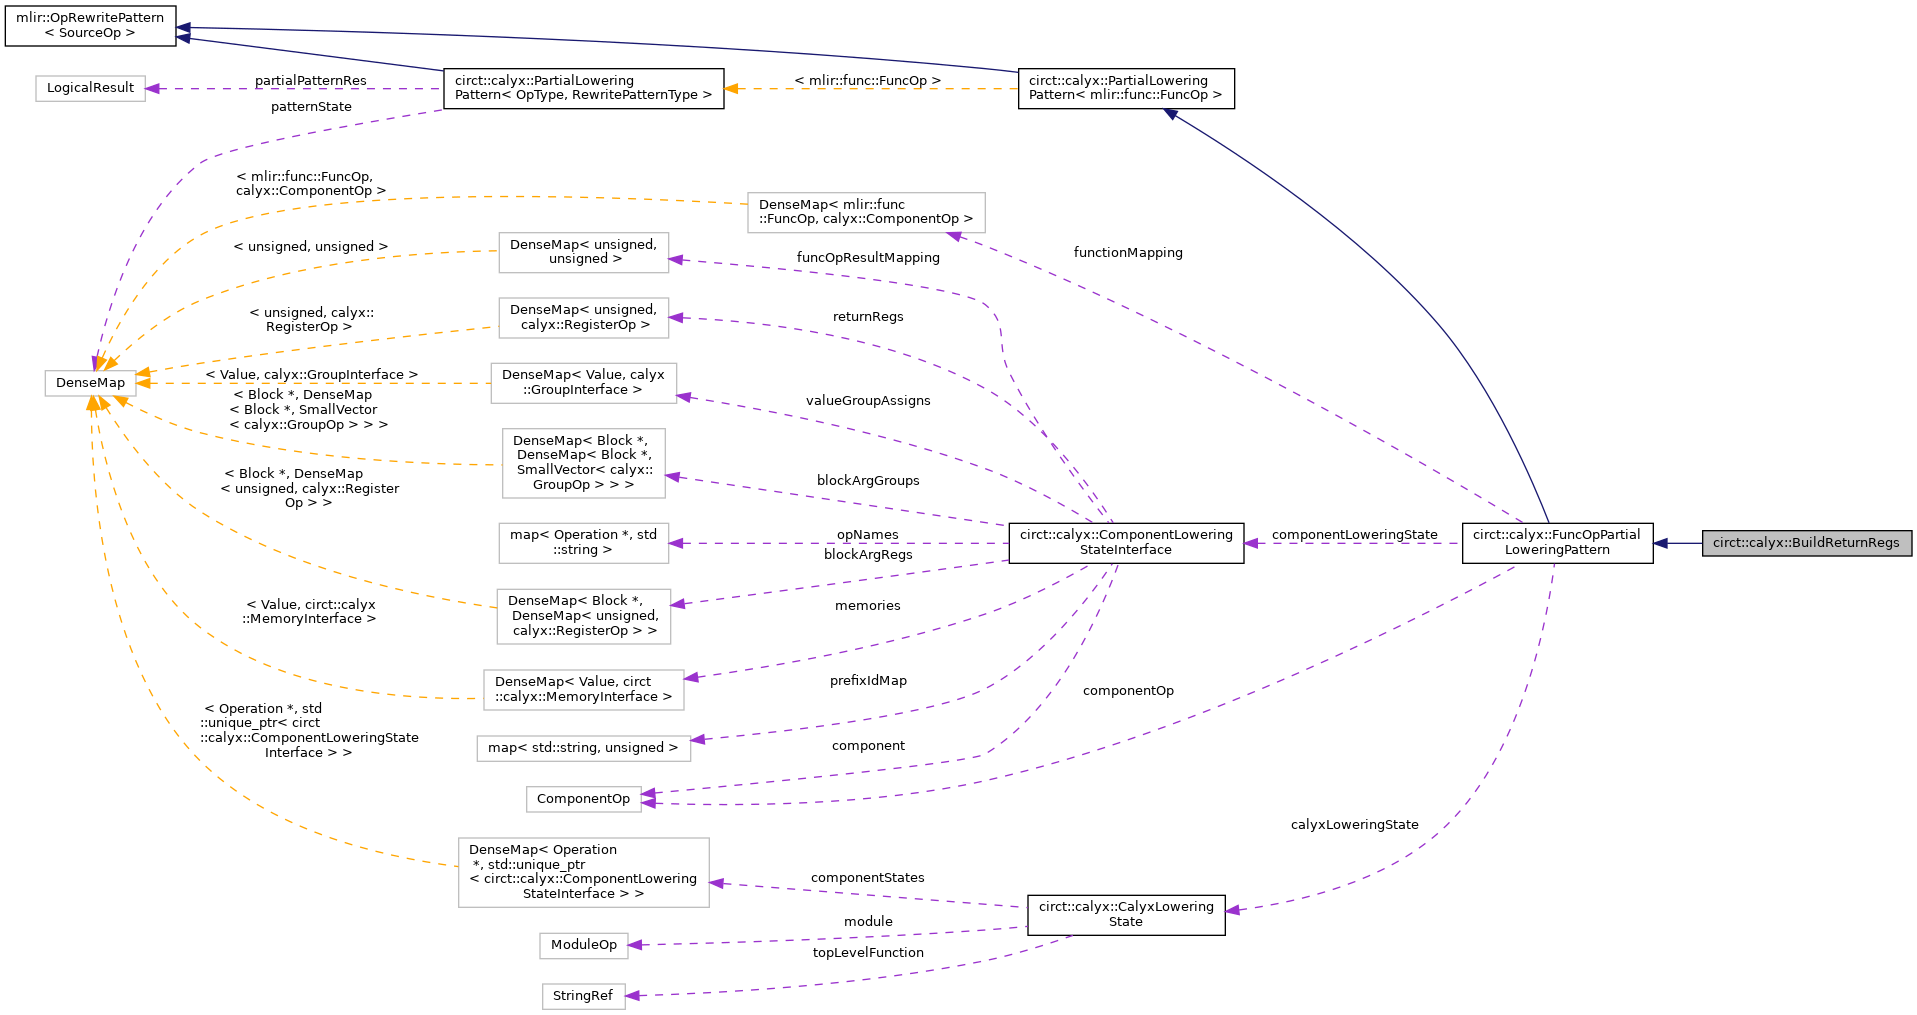 mlir::OpRewritePattern
< SourceOp >
LogicalResult
partialPatternRes
patternState
circt::calyx::PartialLowering
Pattern< OpType, RewritePatternType >
< mlir::func::FuncOp >
circt::calyx::PartialLowering
Pattern< mlir::func::FuncOp >
< mlir::func::FuncOp,
calyx::ComponentOp >
DenseMap< mlir::func
::FuncOp, calyx::ComponentOp >
functionMapping
< unsigned, unsigned >
DenseMap< unsigned,
unsigned >
funcOpResultMapping
< unsigned, calyx::
RegisterOp >
DenseMap< unsigned,
calyx::RegisterOp >
returnRegs
DenseMap
< Value, calyx::GroupInterface >
DenseMap< Value, calyx
::GroupInterface >
valueGroupAssigns
< Block *, DenseMap
< Block *, SmallVector
< calyx::GroupOp > > >
DenseMap< Block *,
DenseMap< Block *,
SmallVector< calyx::
GroupOp > > >
blockArgGroups
< Block *, DenseMap
< unsigned, calyx::Register
Op > >
map< Operation *, std
::string >
opNames
blockArgRegs
circt::calyx::ComponentLowering
StateInterface
componentLoweringState
circt::calyx::FuncOpPartial
LoweringPattern
circt::calyx::BuildReturnRegs
DenseMap< Block *,
DenseMap< unsigned,
calyx::RegisterOp > >
< Value, circt::calyx
::MemoryInterface >
memories
DenseMap< Value, circt
::calyx::MemoryInterface >
prefixIdMap
componentOp
< Operation *, std
::unique_ptr< circt
::calyx::ComponentLoweringState
Interface > >
map< std::string, unsigned >
component
ComponentOp
calyxLoweringState
DenseMap< Operation
*, std::unique_ptr
< circt::calyx::ComponentLowering
StateInterface > >
componentStates
circt::calyx::CalyxLowering
State
module
ModuleOp
topLevelFunction
StringRef